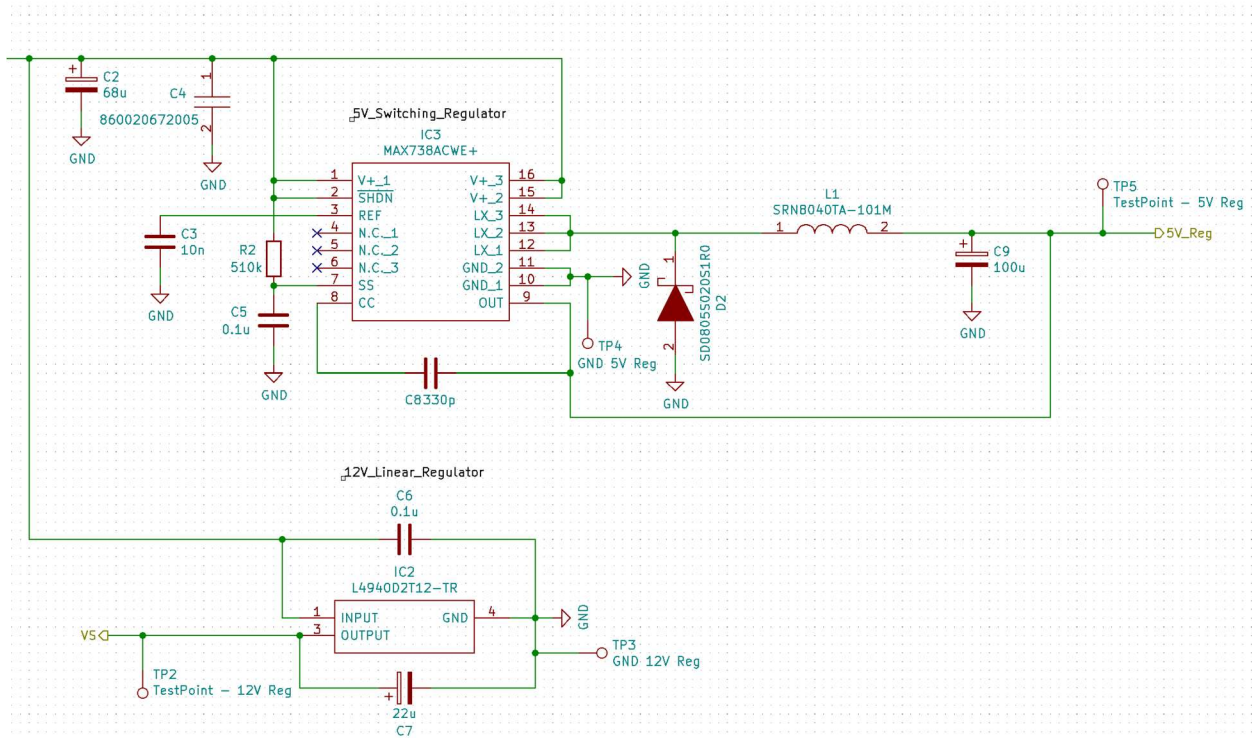 C2
68u
GND
1
C4
2
860020672005
GND
5V_Switching_Regulator
IC3
MAX738ACWE+
1 V+_1
2 SHDN
3 REF
4 N.C._1
5 N.C._2
6 N.C._3
7 SS
8 CC
V+_3 16
V+_2 15
LX_3 14
LX_2 13
LX_1 12
GND_2 11
GND_1 10
OUT 9
C3
10n
GND
R2
510k
C5
0.1u
GND
C8330p
GND
TP4
GND 5V Reg
1
2
SD0805S020S1R0
D2
GND
L1
SRN8040TA-101M
1 2
C9
100u
GND
TP5
TestPoint - 5V Reg
5V_Reg
12V_Linear_Regulator
C6
0.1u
IC2
L4940D2T12-TR
1 INPUT
3 OUTPUT
GND 4
GND
VS
TP2
TestPoint - 12V Reg
TP3
GND 12V Reg
22u
C7